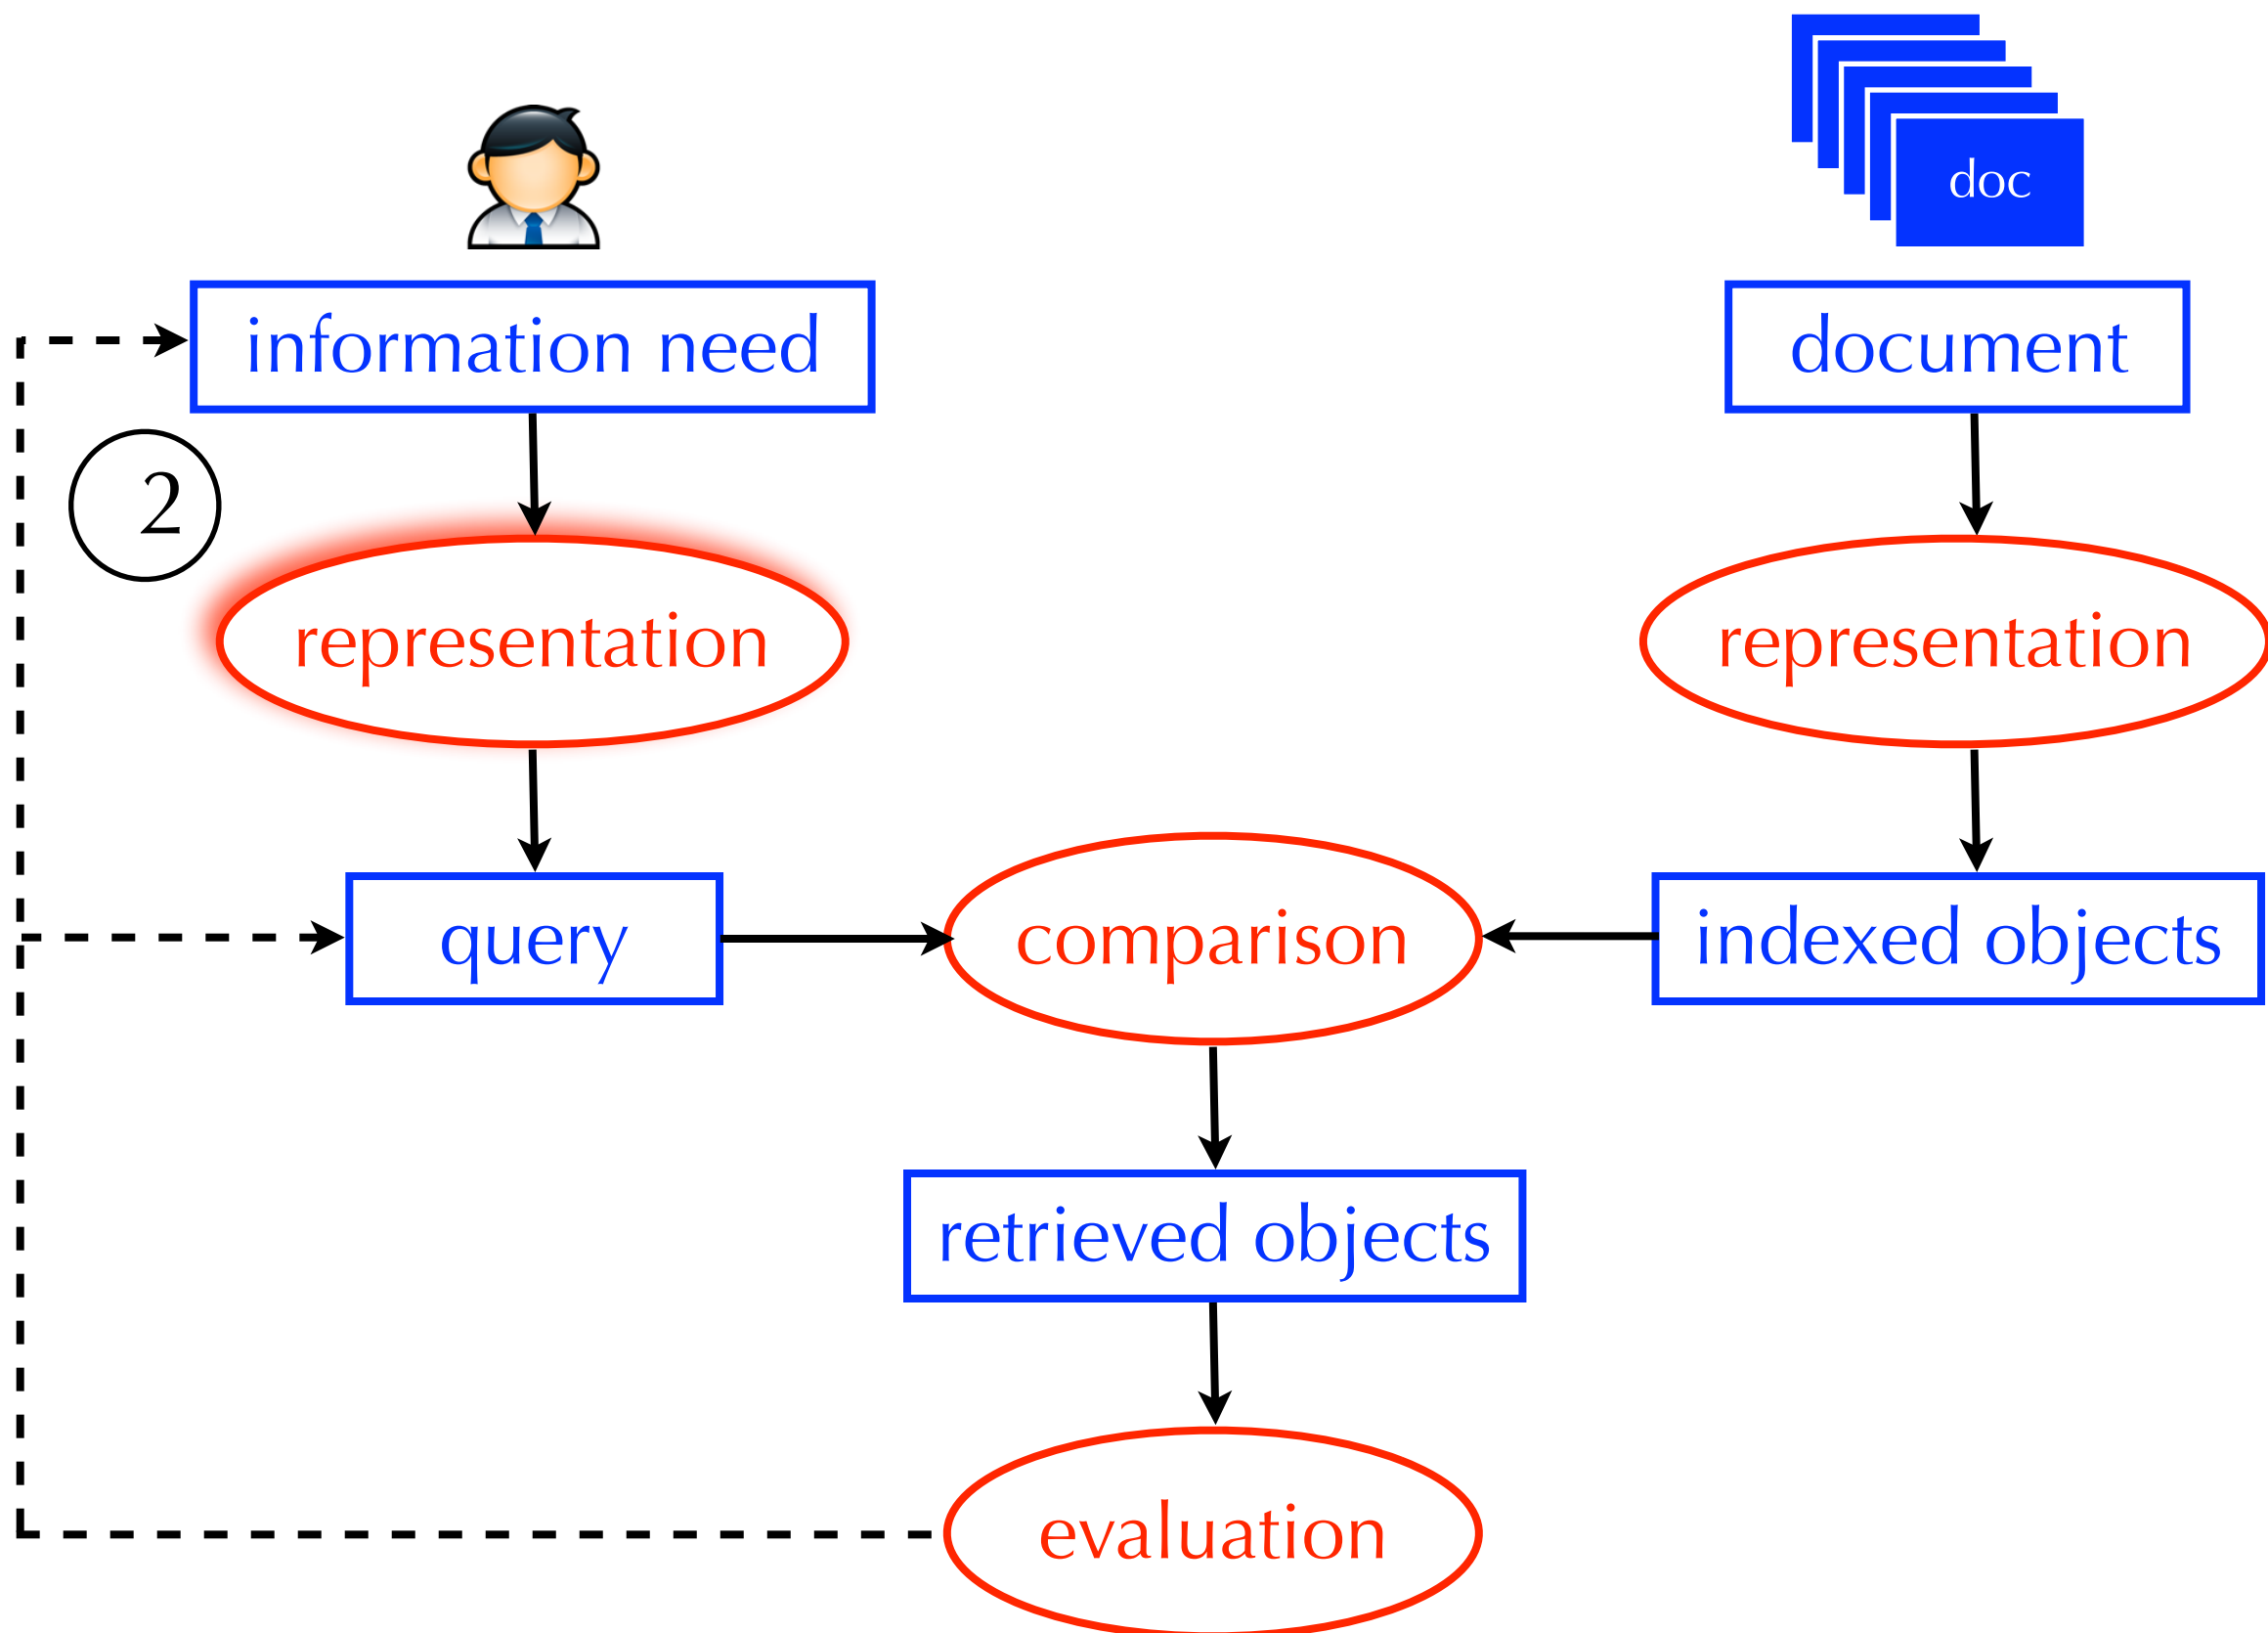 doc
information need
document
2
representation
representation
query
comparison
indexed objects
retrieved objects
evaluation